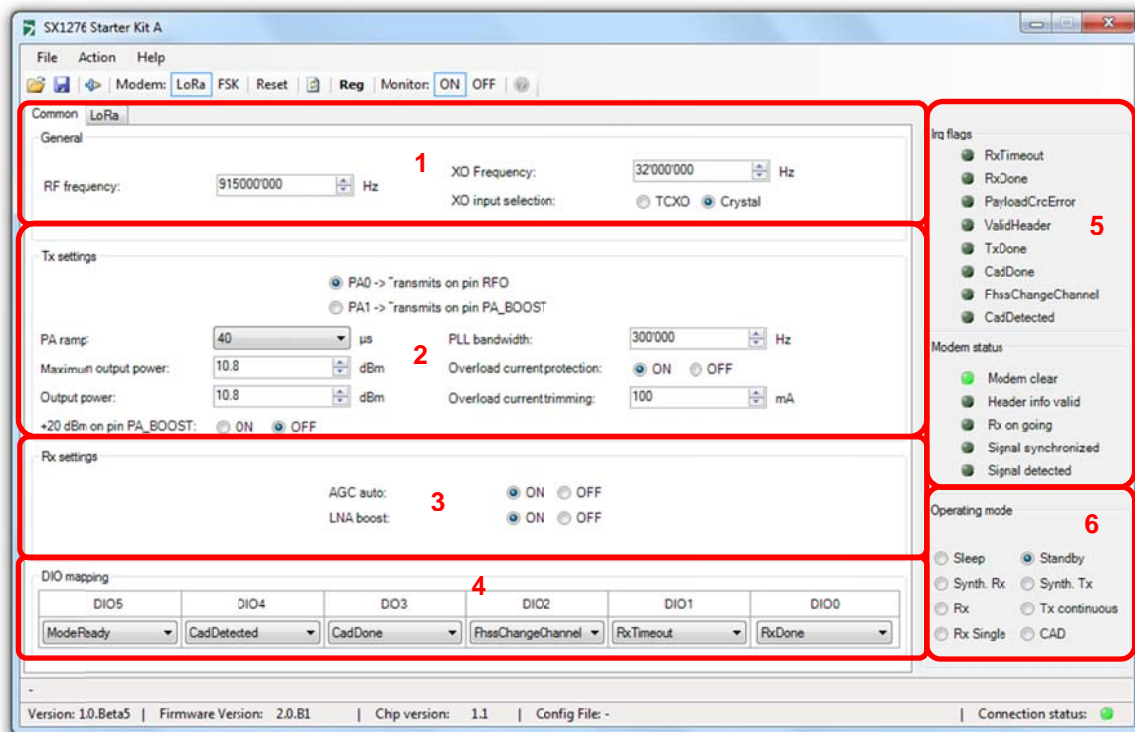 SX1276 Starter Kit A
File Action Help
Modem: LoRa FSK Reset Reg Monitor: ON OFF
Common LoRa
General
1
RF frequency: 915000'000 Hz
XO Frequency: 32'000'000 Hz
XO input selection: TCXO Crystal
Tx settings
PA0 -> Transmits on pin RFO
PA1 -> Transmits on pin PA_BOOST
2
PA ramp: 40 µs
PLL bandwidth: 300'000 Hz
Maximum output power: 10.8 dBm
Overload current protection: ON OFF
Output power: 10.8 dBm
Overload current trimming: 100 mA
+20 dBm on pin PA_BOOST: ON OFF
Rx settings
3
AGC auto: ON OFF
LNA boost: ON OFF
DIO mapping
4
DIO5 DIO4 DIO3 DIO2 DIO1 DIO0
ModeReady CadDetected CadDone FhssChangeChannel RxTimeout RxDone
Irq flags
RxTimeout
RxDone
PayloadCrcError
ValidHeader
5
TxDone
CadDone
FhssChangeChannel
CadDetected
Modem status
Modem clear
Header info valid
Rx on going
Signal synchronized
Signal detected
Operating mode
6
Sleep Standby
Synth. Rx Synth. Tx
Rx Tx continuous
Rx Single CAD
-
Version: 1.0.Beta5 | Firmware Version: 2.0.B1 | Chip version: 1.1 | Config File: - | Connection status: